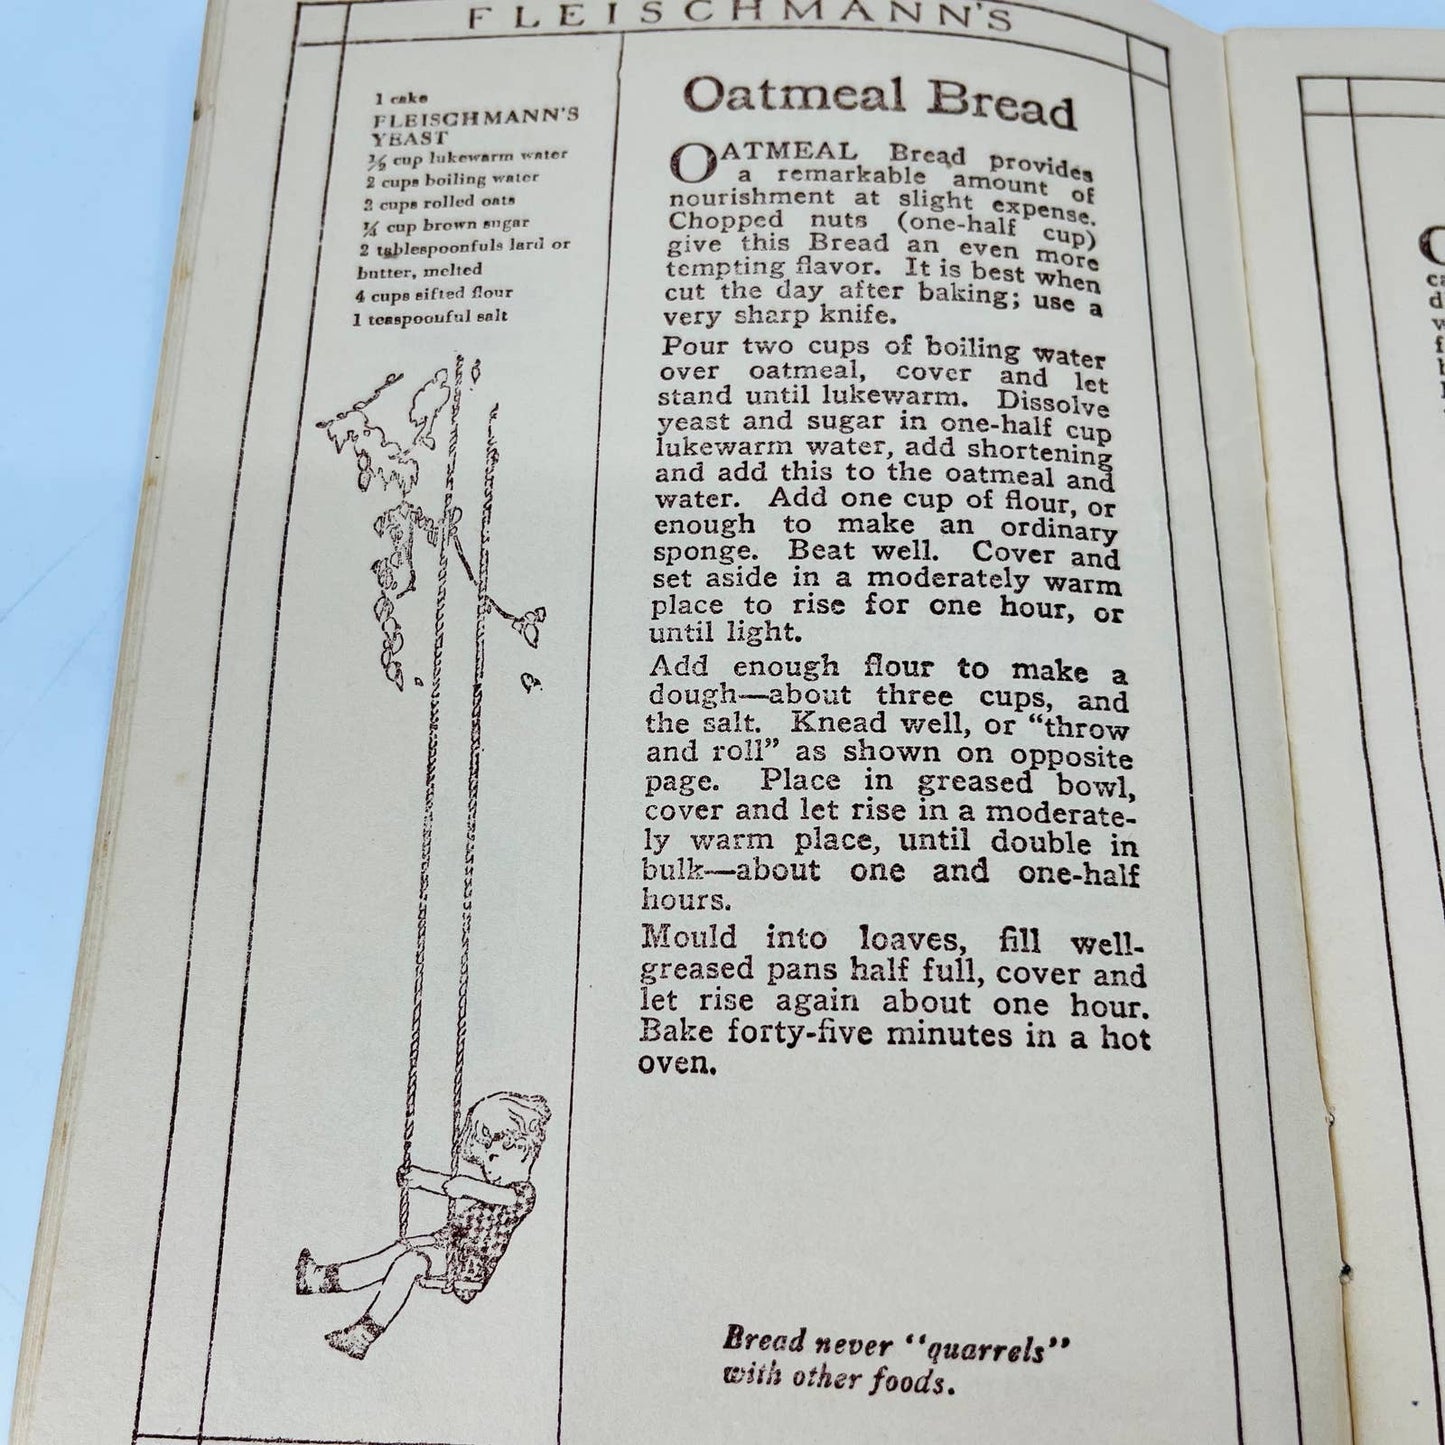 FLEISCHMANN'S
1 cake
FLEISCHMANN'S
YEAST
½ cup lukewarm water
2 cups boiling water
2 cups rolled oats
¼ cup brown sugar
2 tablespoonfuls lard or
butter, melted
4 cups sifted flour
1 teaspoonful salt
Oatmeal Bread
OATMEAL Bread provides
a remarkable amount of
nourishment at slight expense.
Chopped nuts (one-half cup)
give this Bread an even more
tempting flavor. It is best when
cut the day after baking; use a
very sharp knife.
Pour two cups of boiling water
over oatmeal, cover and let
stand until lukewarm. Dissolve
yeast and sugar in one-half cup
lukewarm water, add shortening
and add this to the oatmeal and
water. Add one cup of flour, or
enough to make an ordinary
sponge. Beat well. Cover and
set aside in a moderately warm
place to rise for one hour, or
until light.
Add enough flour to make a
dough—about three cups, and
the salt. Knead well, or "throw
and roll" as shown on opposite
page. Place in greased bowl,
cover and let rise in a moderate-
ly warm place, until double in
bulk—about one and one-half
hours.
Mould into loaves, fill well-
greased pans half full, cover and
let rise again about one hour.
Bake forty-five minutes in a hot
oven.
Bread never "quarrels"
with other foods.